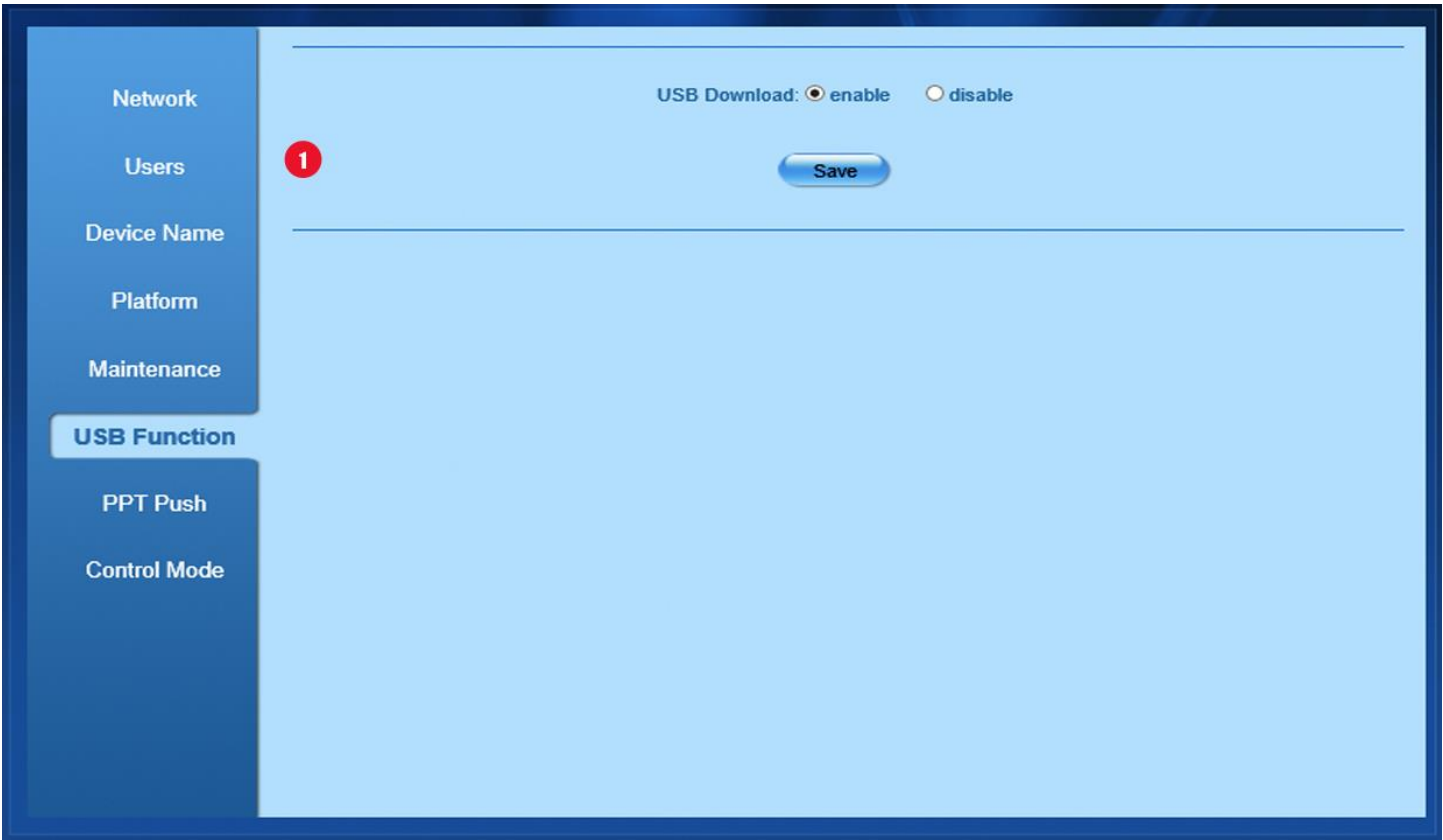 Network
Users
Device Name
Platform
Maintenance
USB Function
PPT Push
Control Mode
USB Download: enable disable
1
Save